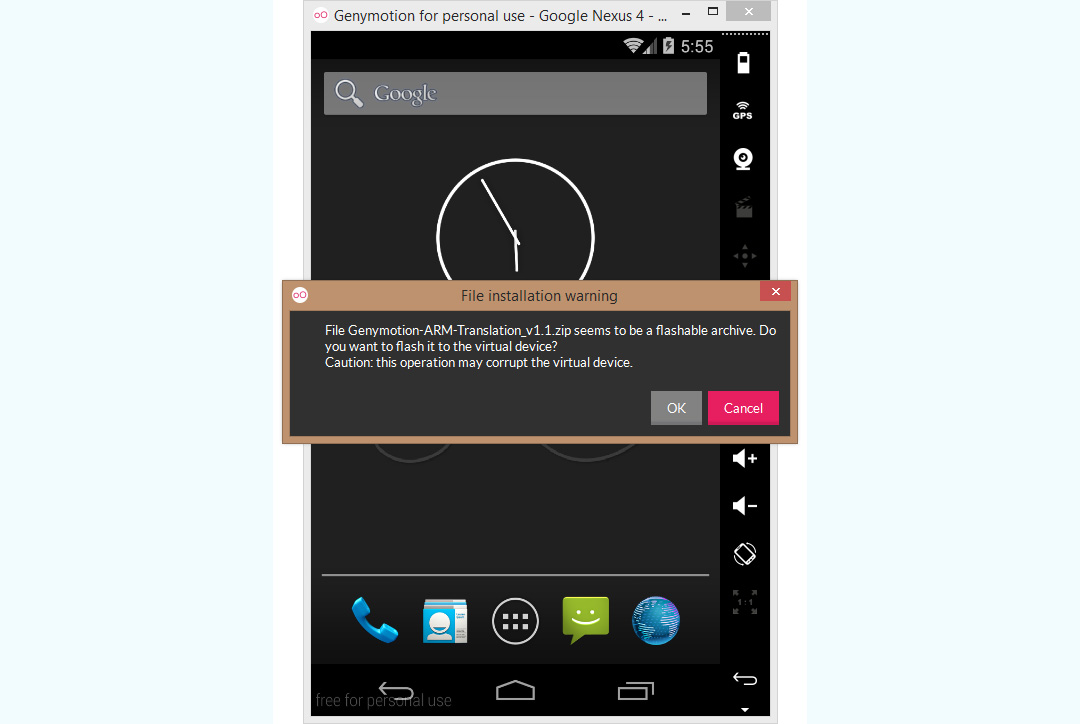 Genymotion for personal use - Google Nexus 4 - ...
5:55
Google
GPS
File installation warning
File Genymotion-ARM-Translation_v1.1.zip seems to be a flashable archive. Do
you want to flash it to the virtual device?
Caution: this operation may corrupt the virtual device.
OK
Cancel
1:1
free for personal use